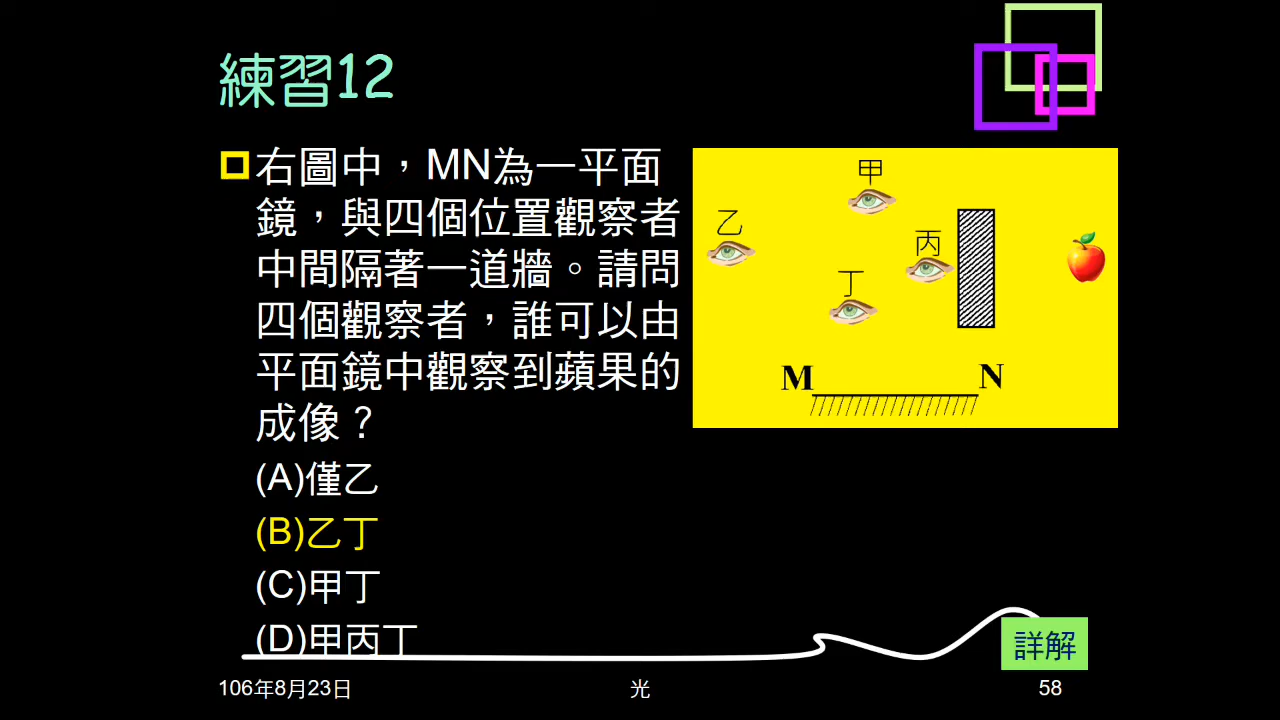 練習12
右圖中，MN為一平面
鏡，與四個位置觀察者
中間隔著一道牆。請問
四個觀察者，誰可以由
平面鏡中觀察到蘋果的
成像？
(A)僅乙
(B)乙丁
(C)甲丁
(D)甲丙丁
甲
乙
丙
丁
M
N
詳解
106年8月23日
光
58